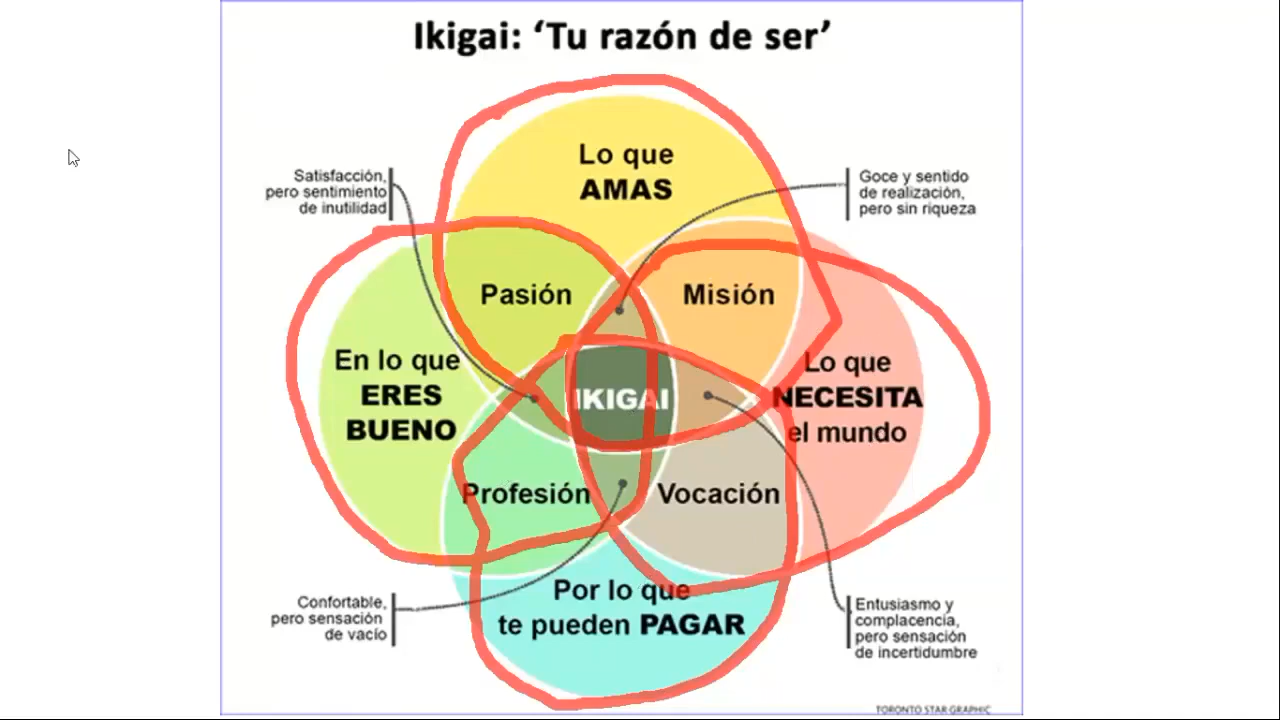 Ikigai: ‘Tu razón de ser’
Lo que
AMAS
Satisfacción,
pero sentimiento
de inutilidad
Goce y sentido
de realización,
pero sin riqueza
Pasión
Misión
En lo que
ERES
BUENO
IKIGAI
Lo que
NECESITA
el mundo
Profesión
Vocación
Por lo que
te pueden PAGAR
Confortable,
pero sensación
de vacío
Entusiasmo y
complacencia,
pero sensación
de incertidumbre
TORONTO STAR GRAPHIC